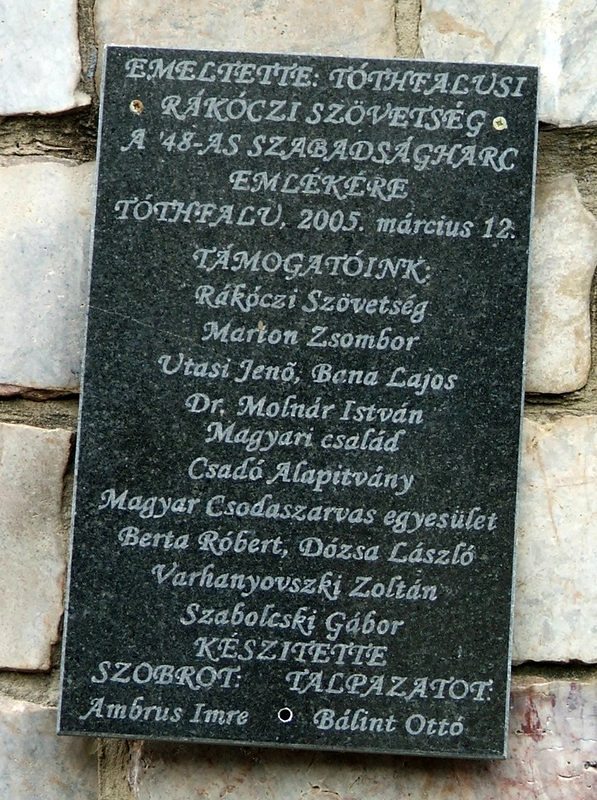 EMELTETTE: TÓTHFALUSI
RÁKÓCZI SZÖVETSÉG
A '48-AS SZABADSÁGHARC
EMLÉKÉRE
TÓTHFALU, 2005. március 12.
TÁMOGATÓINK:
Rákóczi Szövetség
Marton Zsombor
Utasi Jenő, Bana Lajos
Dr. Molnár István
Magyari család
Csadó Alapitvány
Magyar Csodaszarvas egyesület
Berta Róbert, Dózsa László
Varhanyovszki Zoltán
Szabolcski Gábor
KÉSZITETTE
SZOBROT: TALPAZATOT:
Ambrus Imre Bálint Ottó